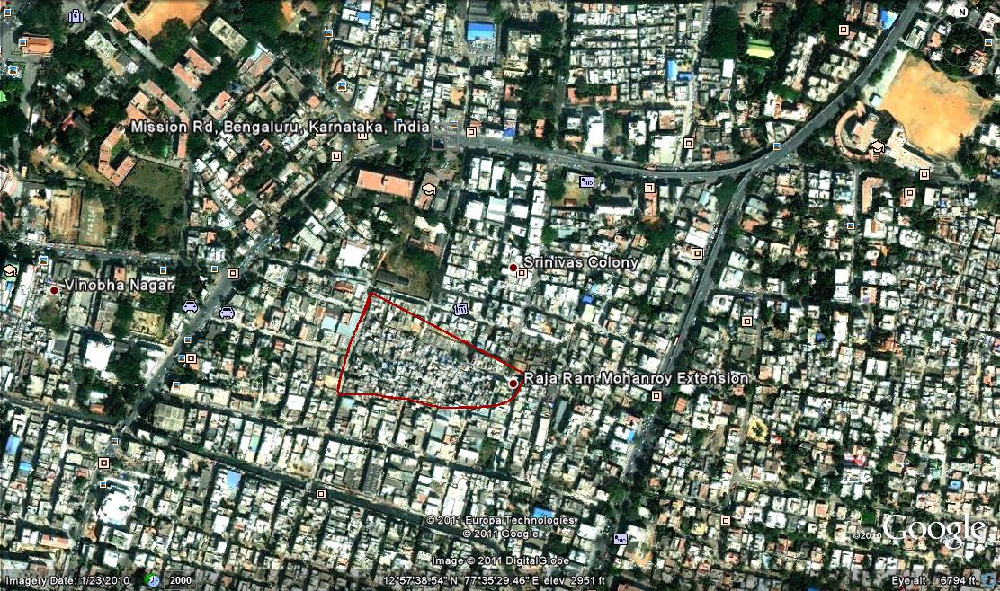 N
Mission Rd, Bengaluru, Karnataka, India
Srinivas Colony
Vinobha Nagar
Raja Ram Mohanroy Extension
© 2011 Europa Technologies
© 2011 Google
©2010 Google
Image © 2011 DigitalGlobe
Imagery Date: 1/23/2010 2000 12°57'38.54" N 77°35'29.46" E elev 2951 ft Eye alt 6794 ft